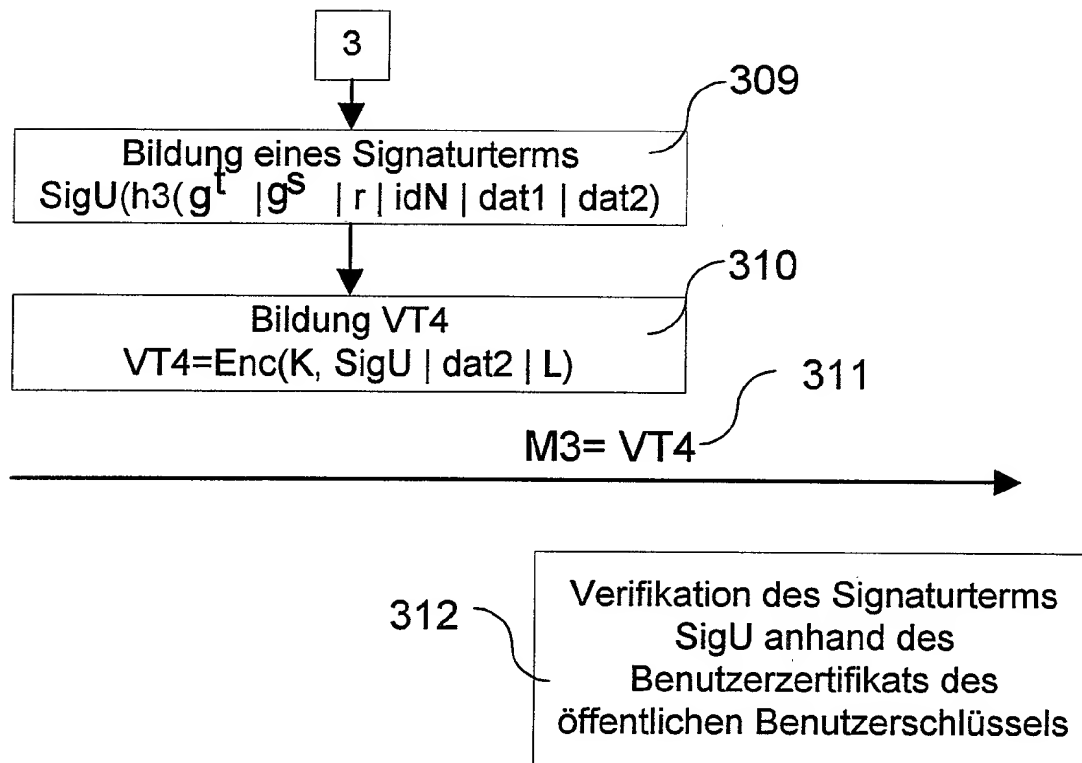 3
309
Bildung eines Signaturterms
SigU(h3(g^t |g^s | r | idN | dat1 | dat2)
310
Bildung VT4
VT4=Enc(K, SigU | dat2 | L)
311
M3= VT4
312
Verifikation des Signaturterms
SigU anhand des
Benutzerzertifikats des
öffentlichen Benutzerschlüssels